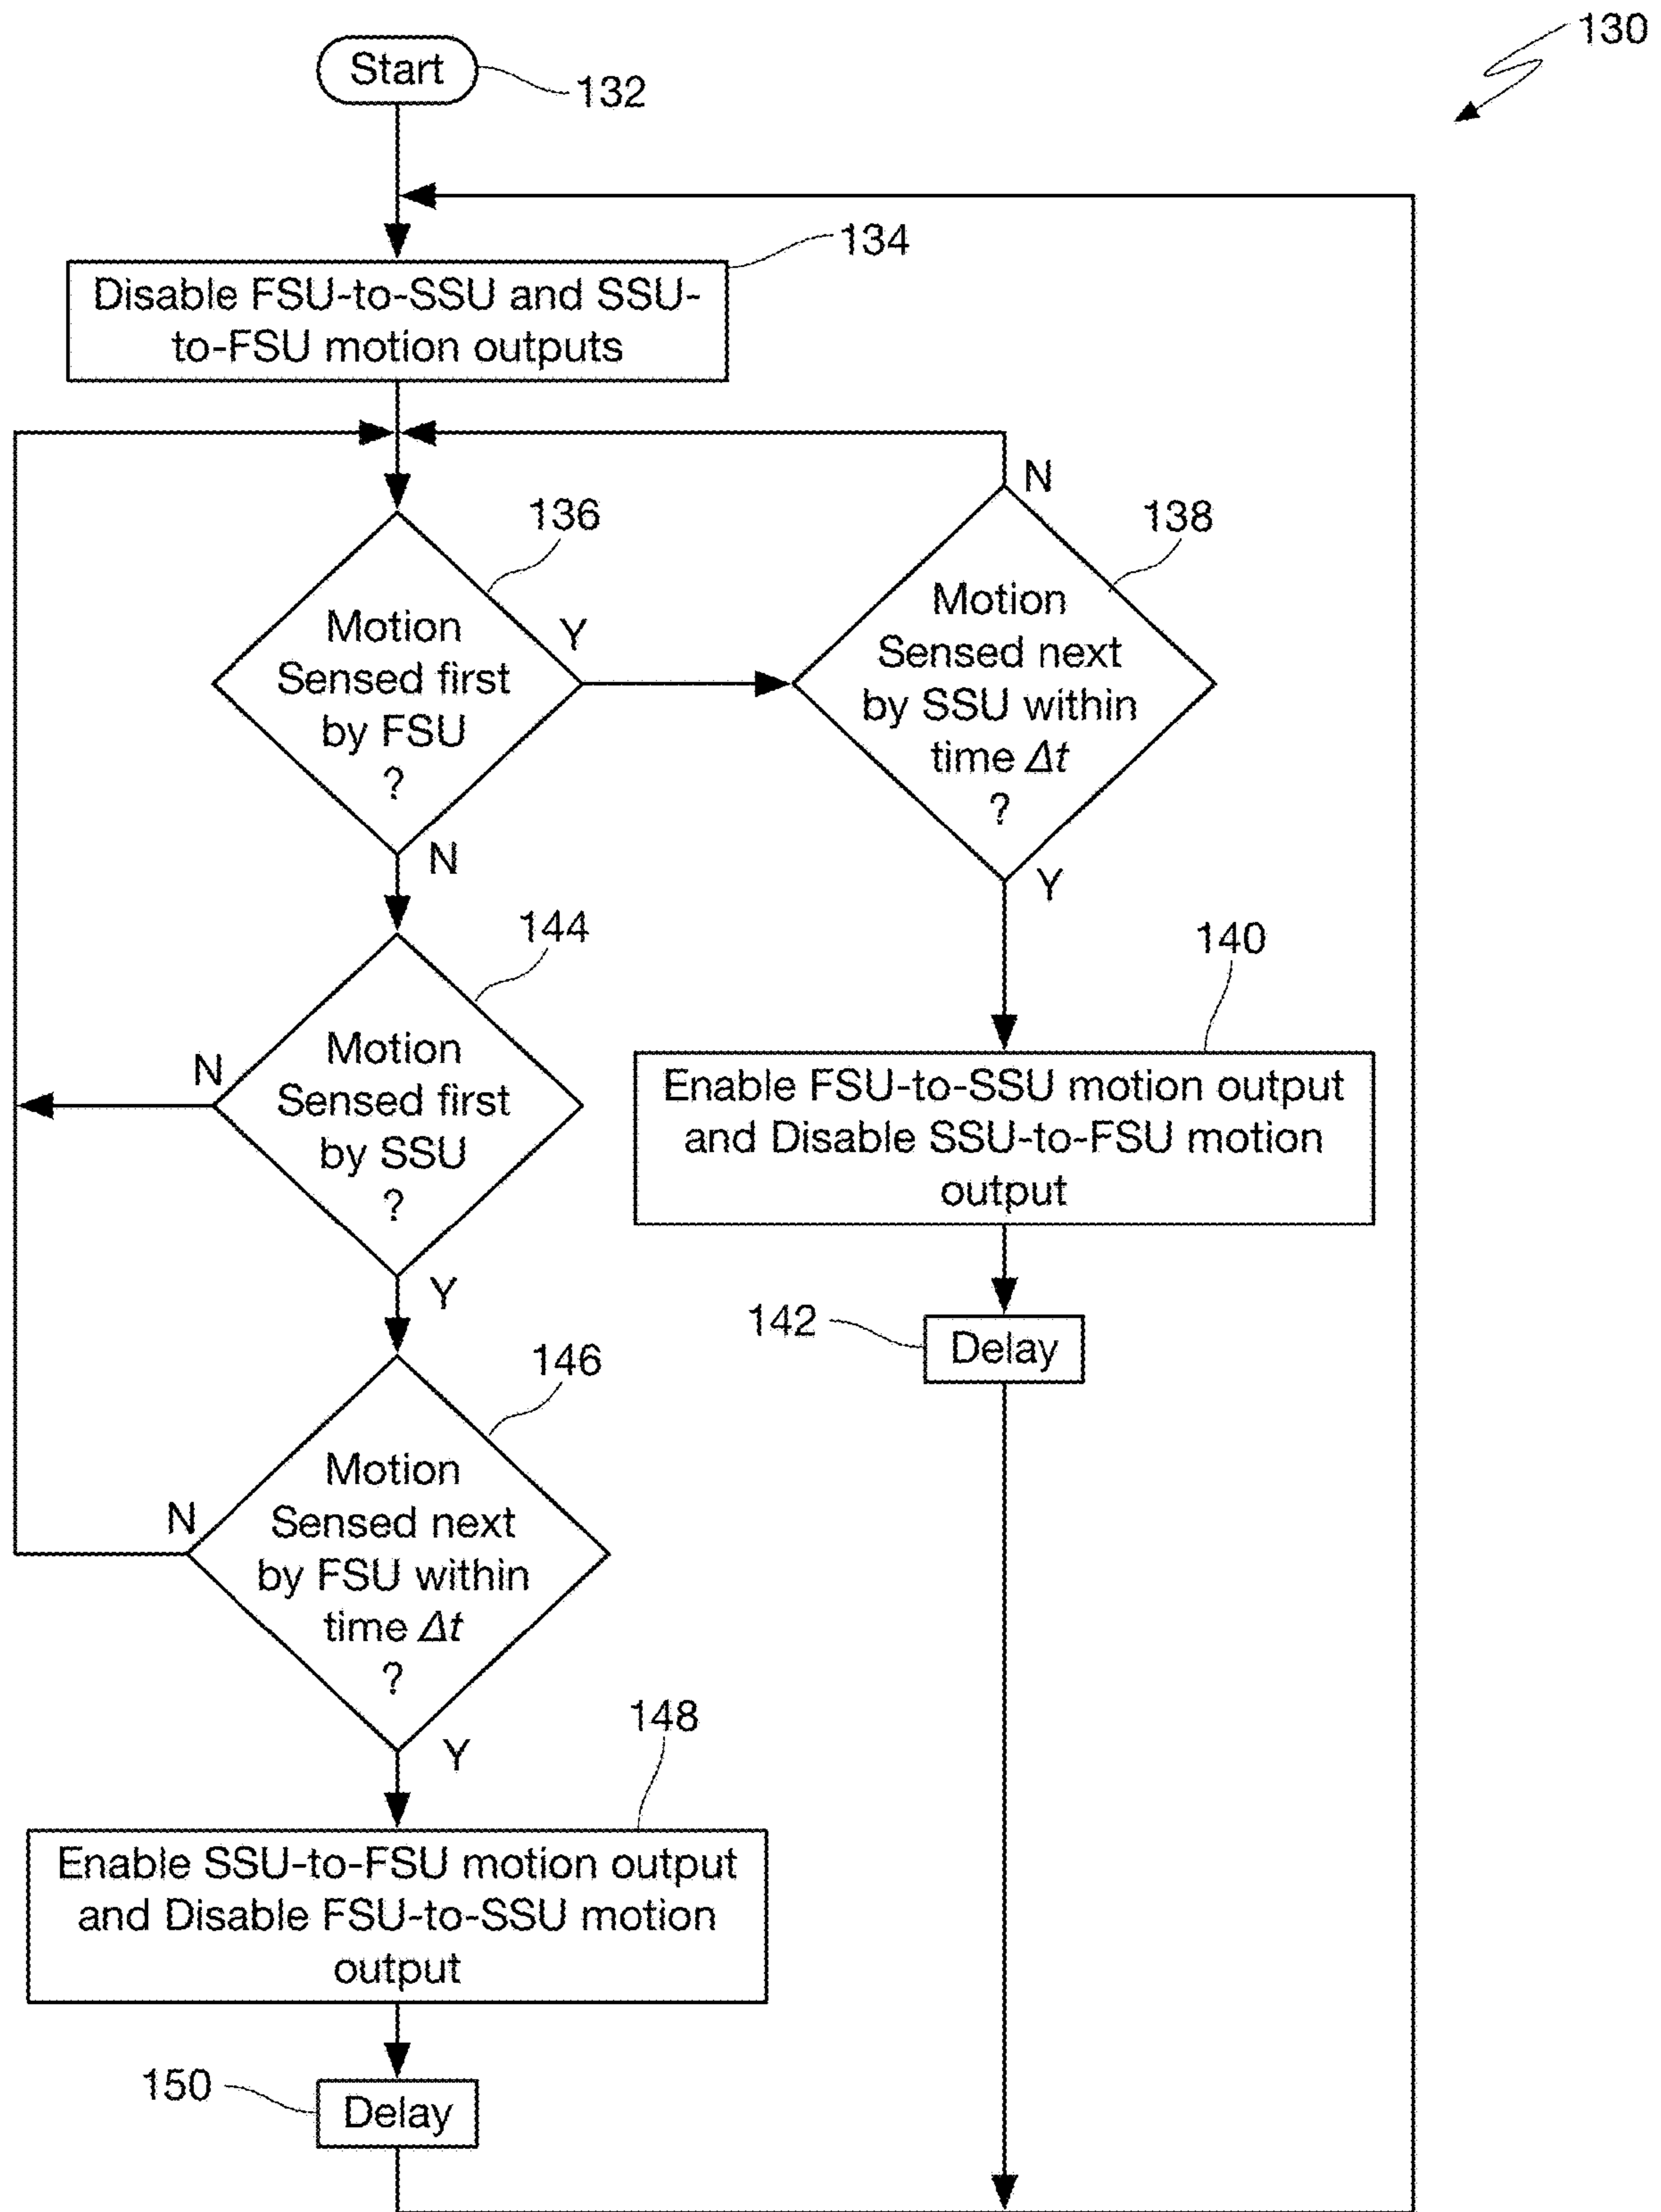 130
Start
132
134
Disable FSU-to-SSU and SSU-
to-FSU motion outputs
N
136
138
Motion
Sensed first
by FSU
?
Y
Motion
Sensed next
by SSU within
time Δt
?
N
Y
144
140
Motion
Sensed first
by SSU
?
N
Enable FSU-to-SSU motion output
and Disable SSU-to-FSU motion
output
Y
142
Delay
146
Motion
Sensed next
by FSU within
time Δt
?
N
Y
148
Enable SSU-to-FSU motion output
and Disable FSU-to-SSU motion
output
150
Delay